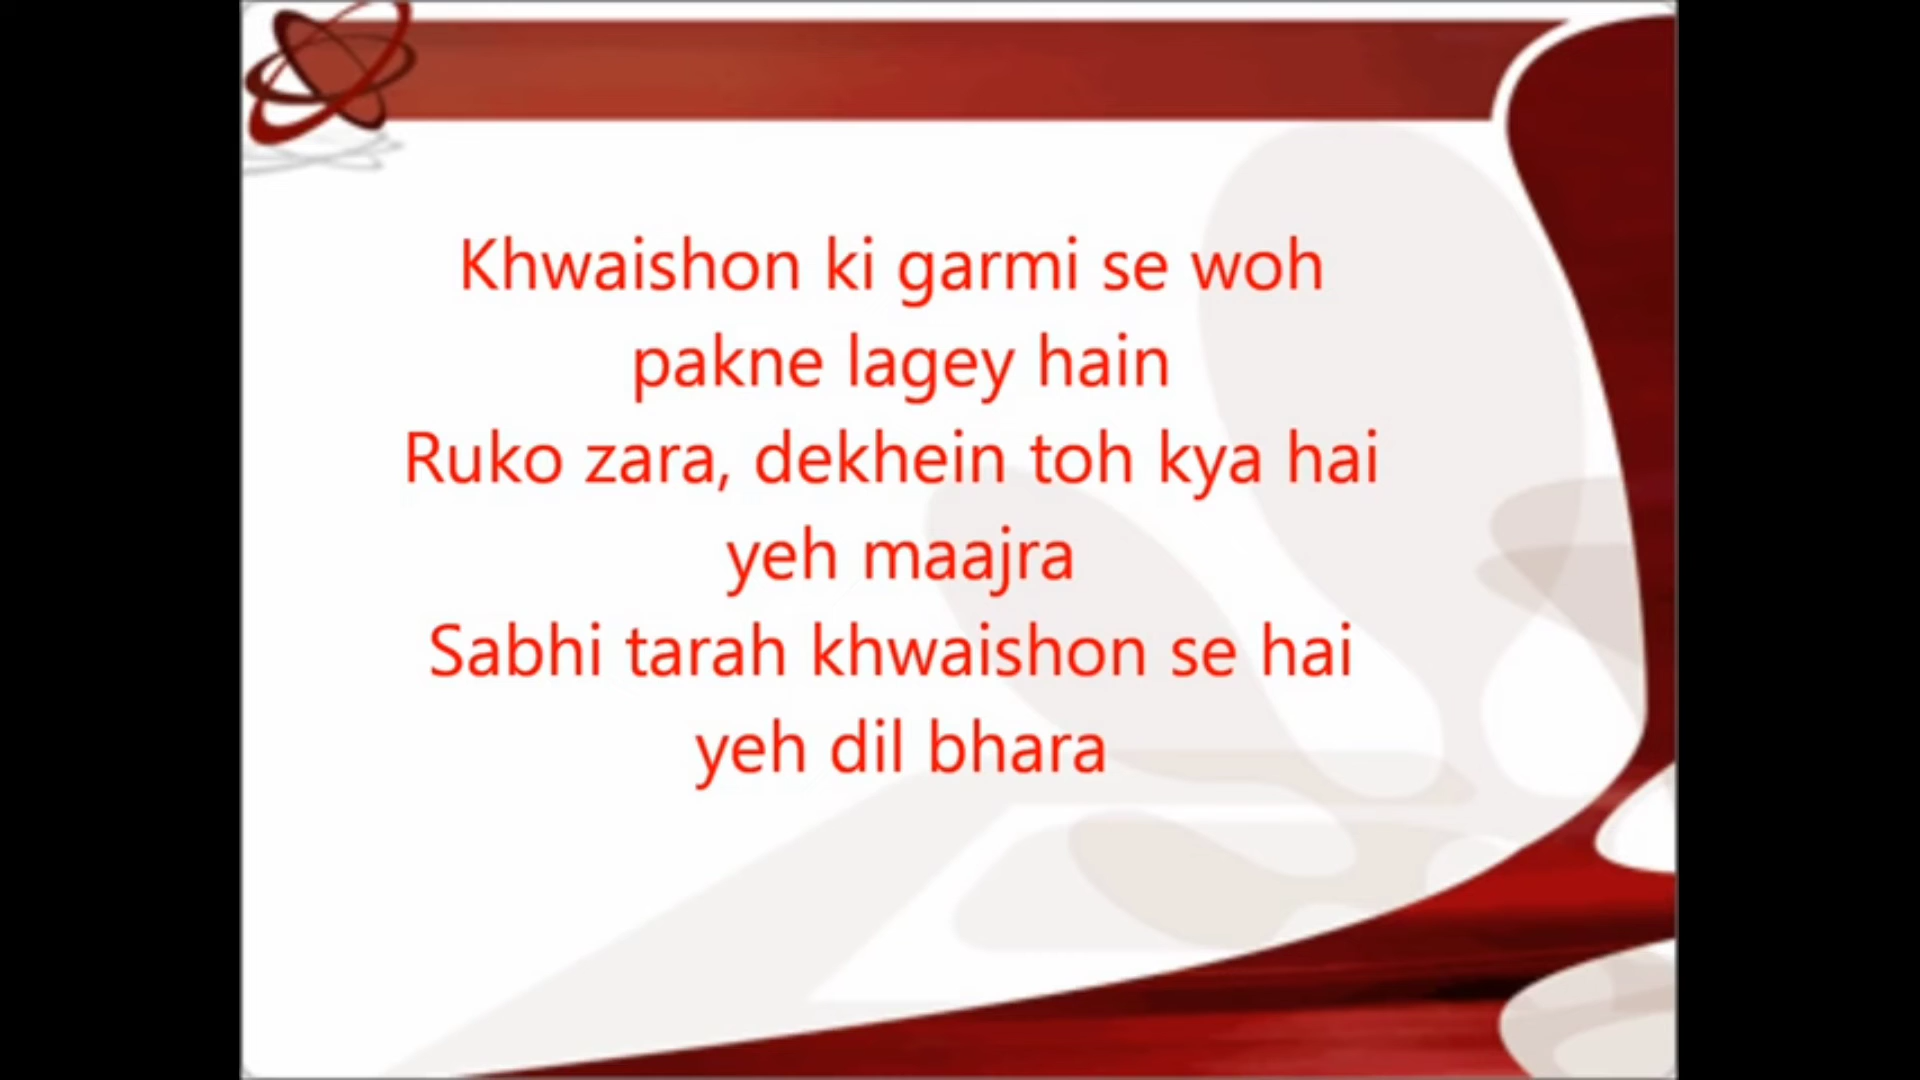 Khwaishon ki garmi se woh
pakne lagey hain
Ruko zara, dekhein toh kya hai
yeh maajra
Sabhi tarah khwaishon se hai
yeh dil bhara